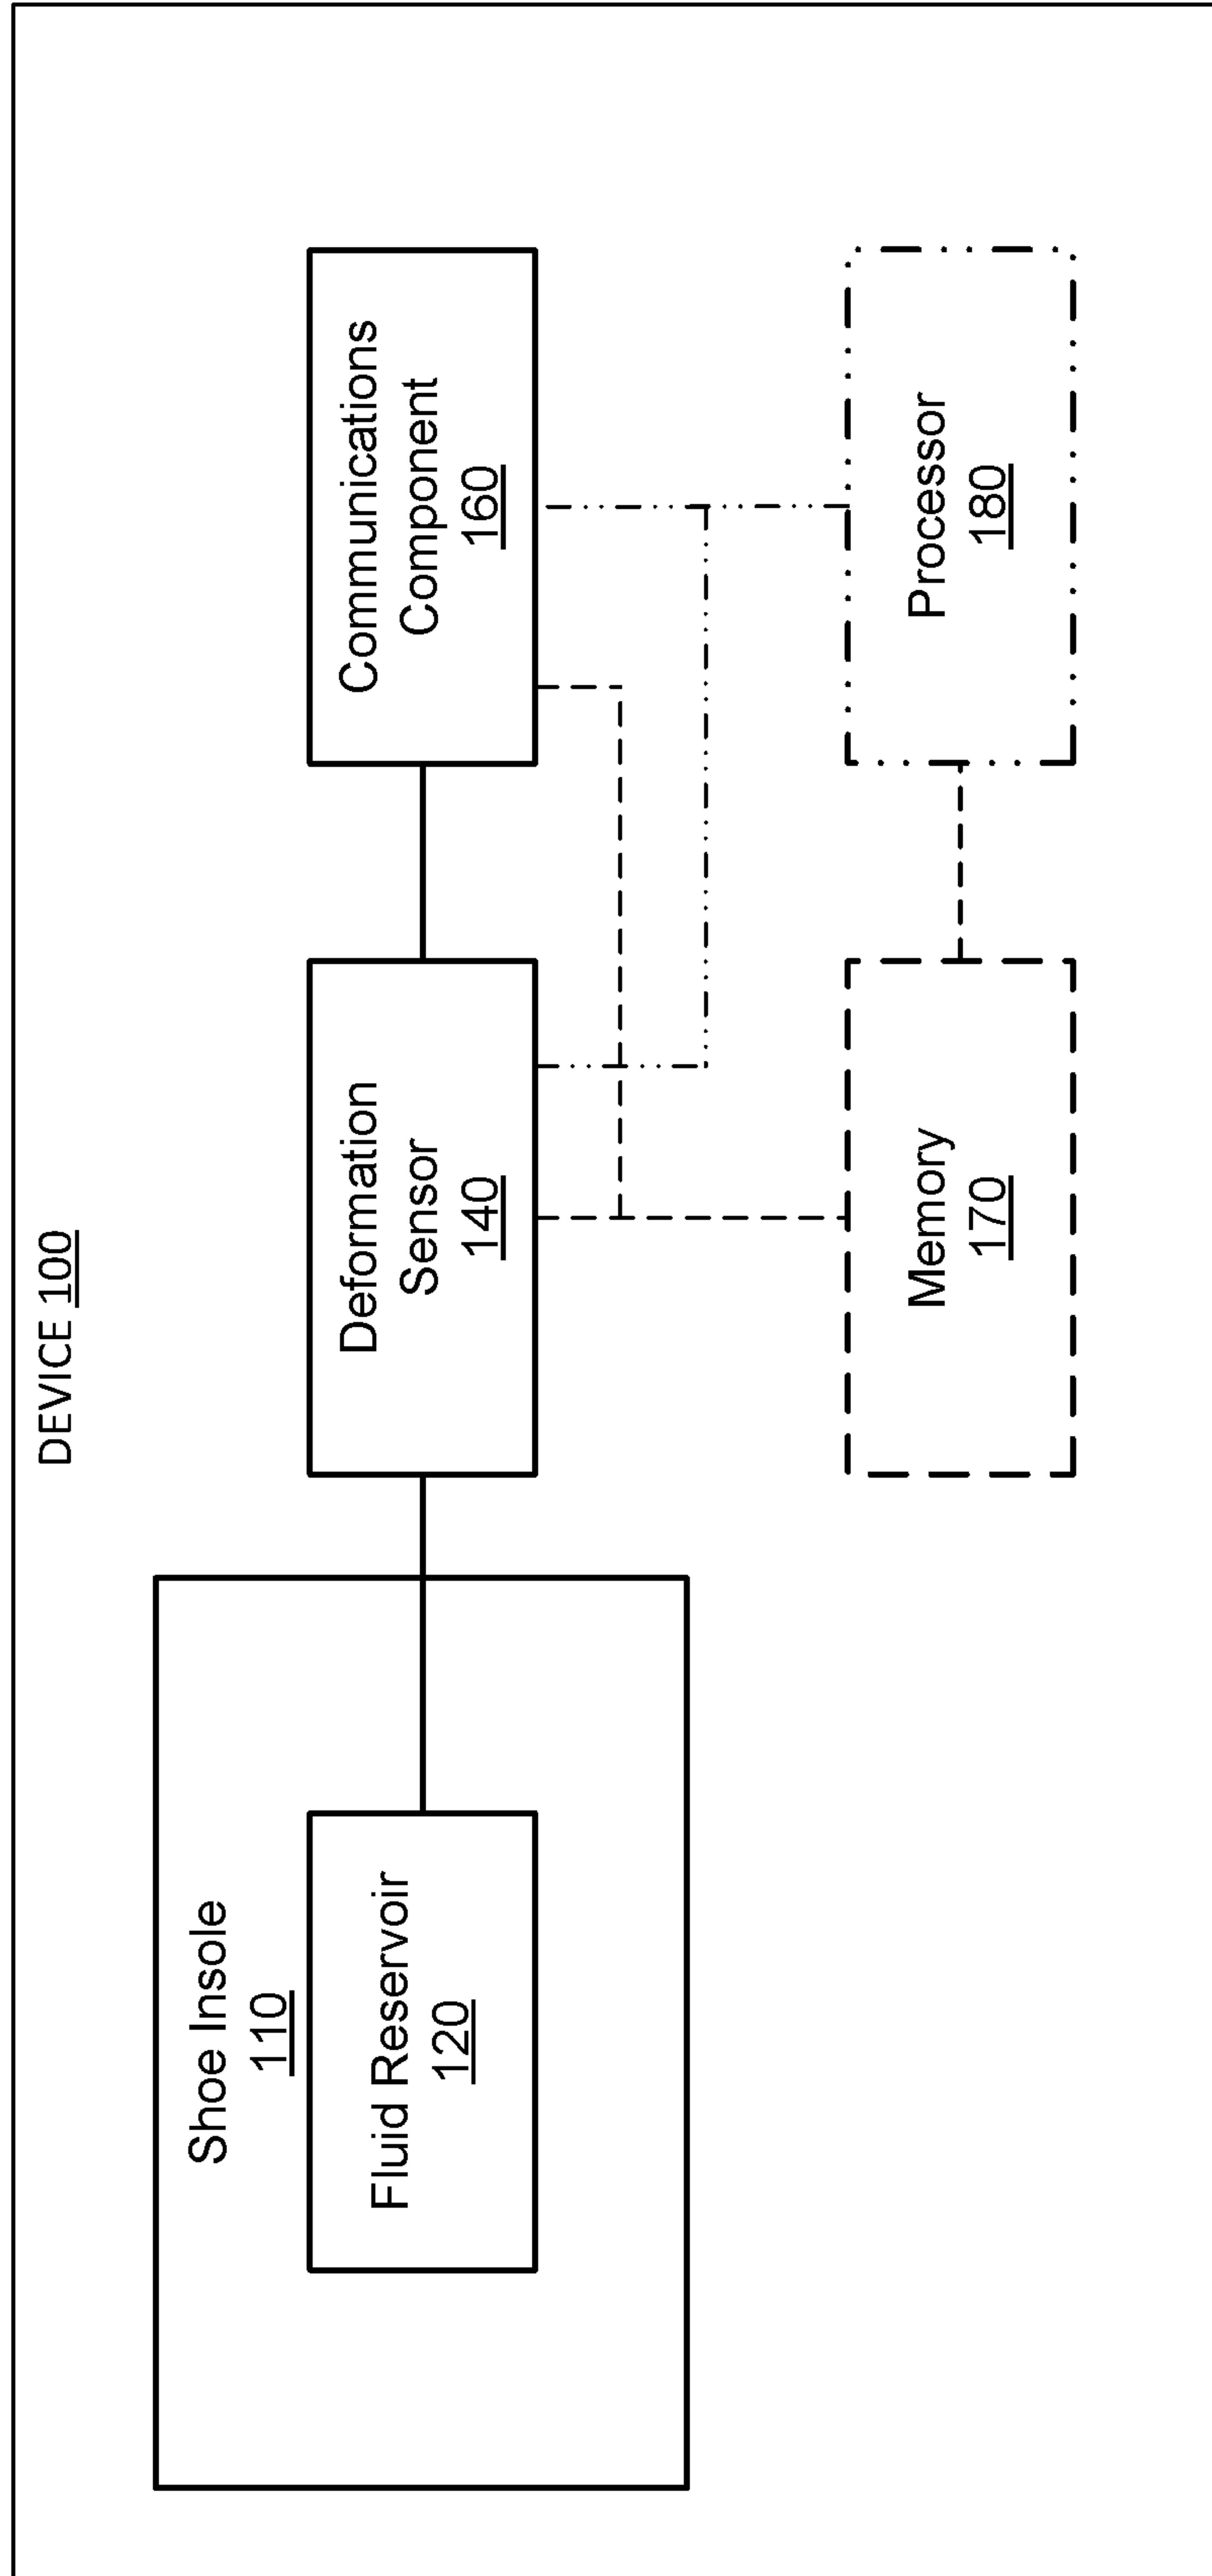 DEVICE 100
Shoe Insole
110
Fluid Reservoir
120
Deformation
Sensor
140
Communications
Component
160
Memory
170
Processor
180